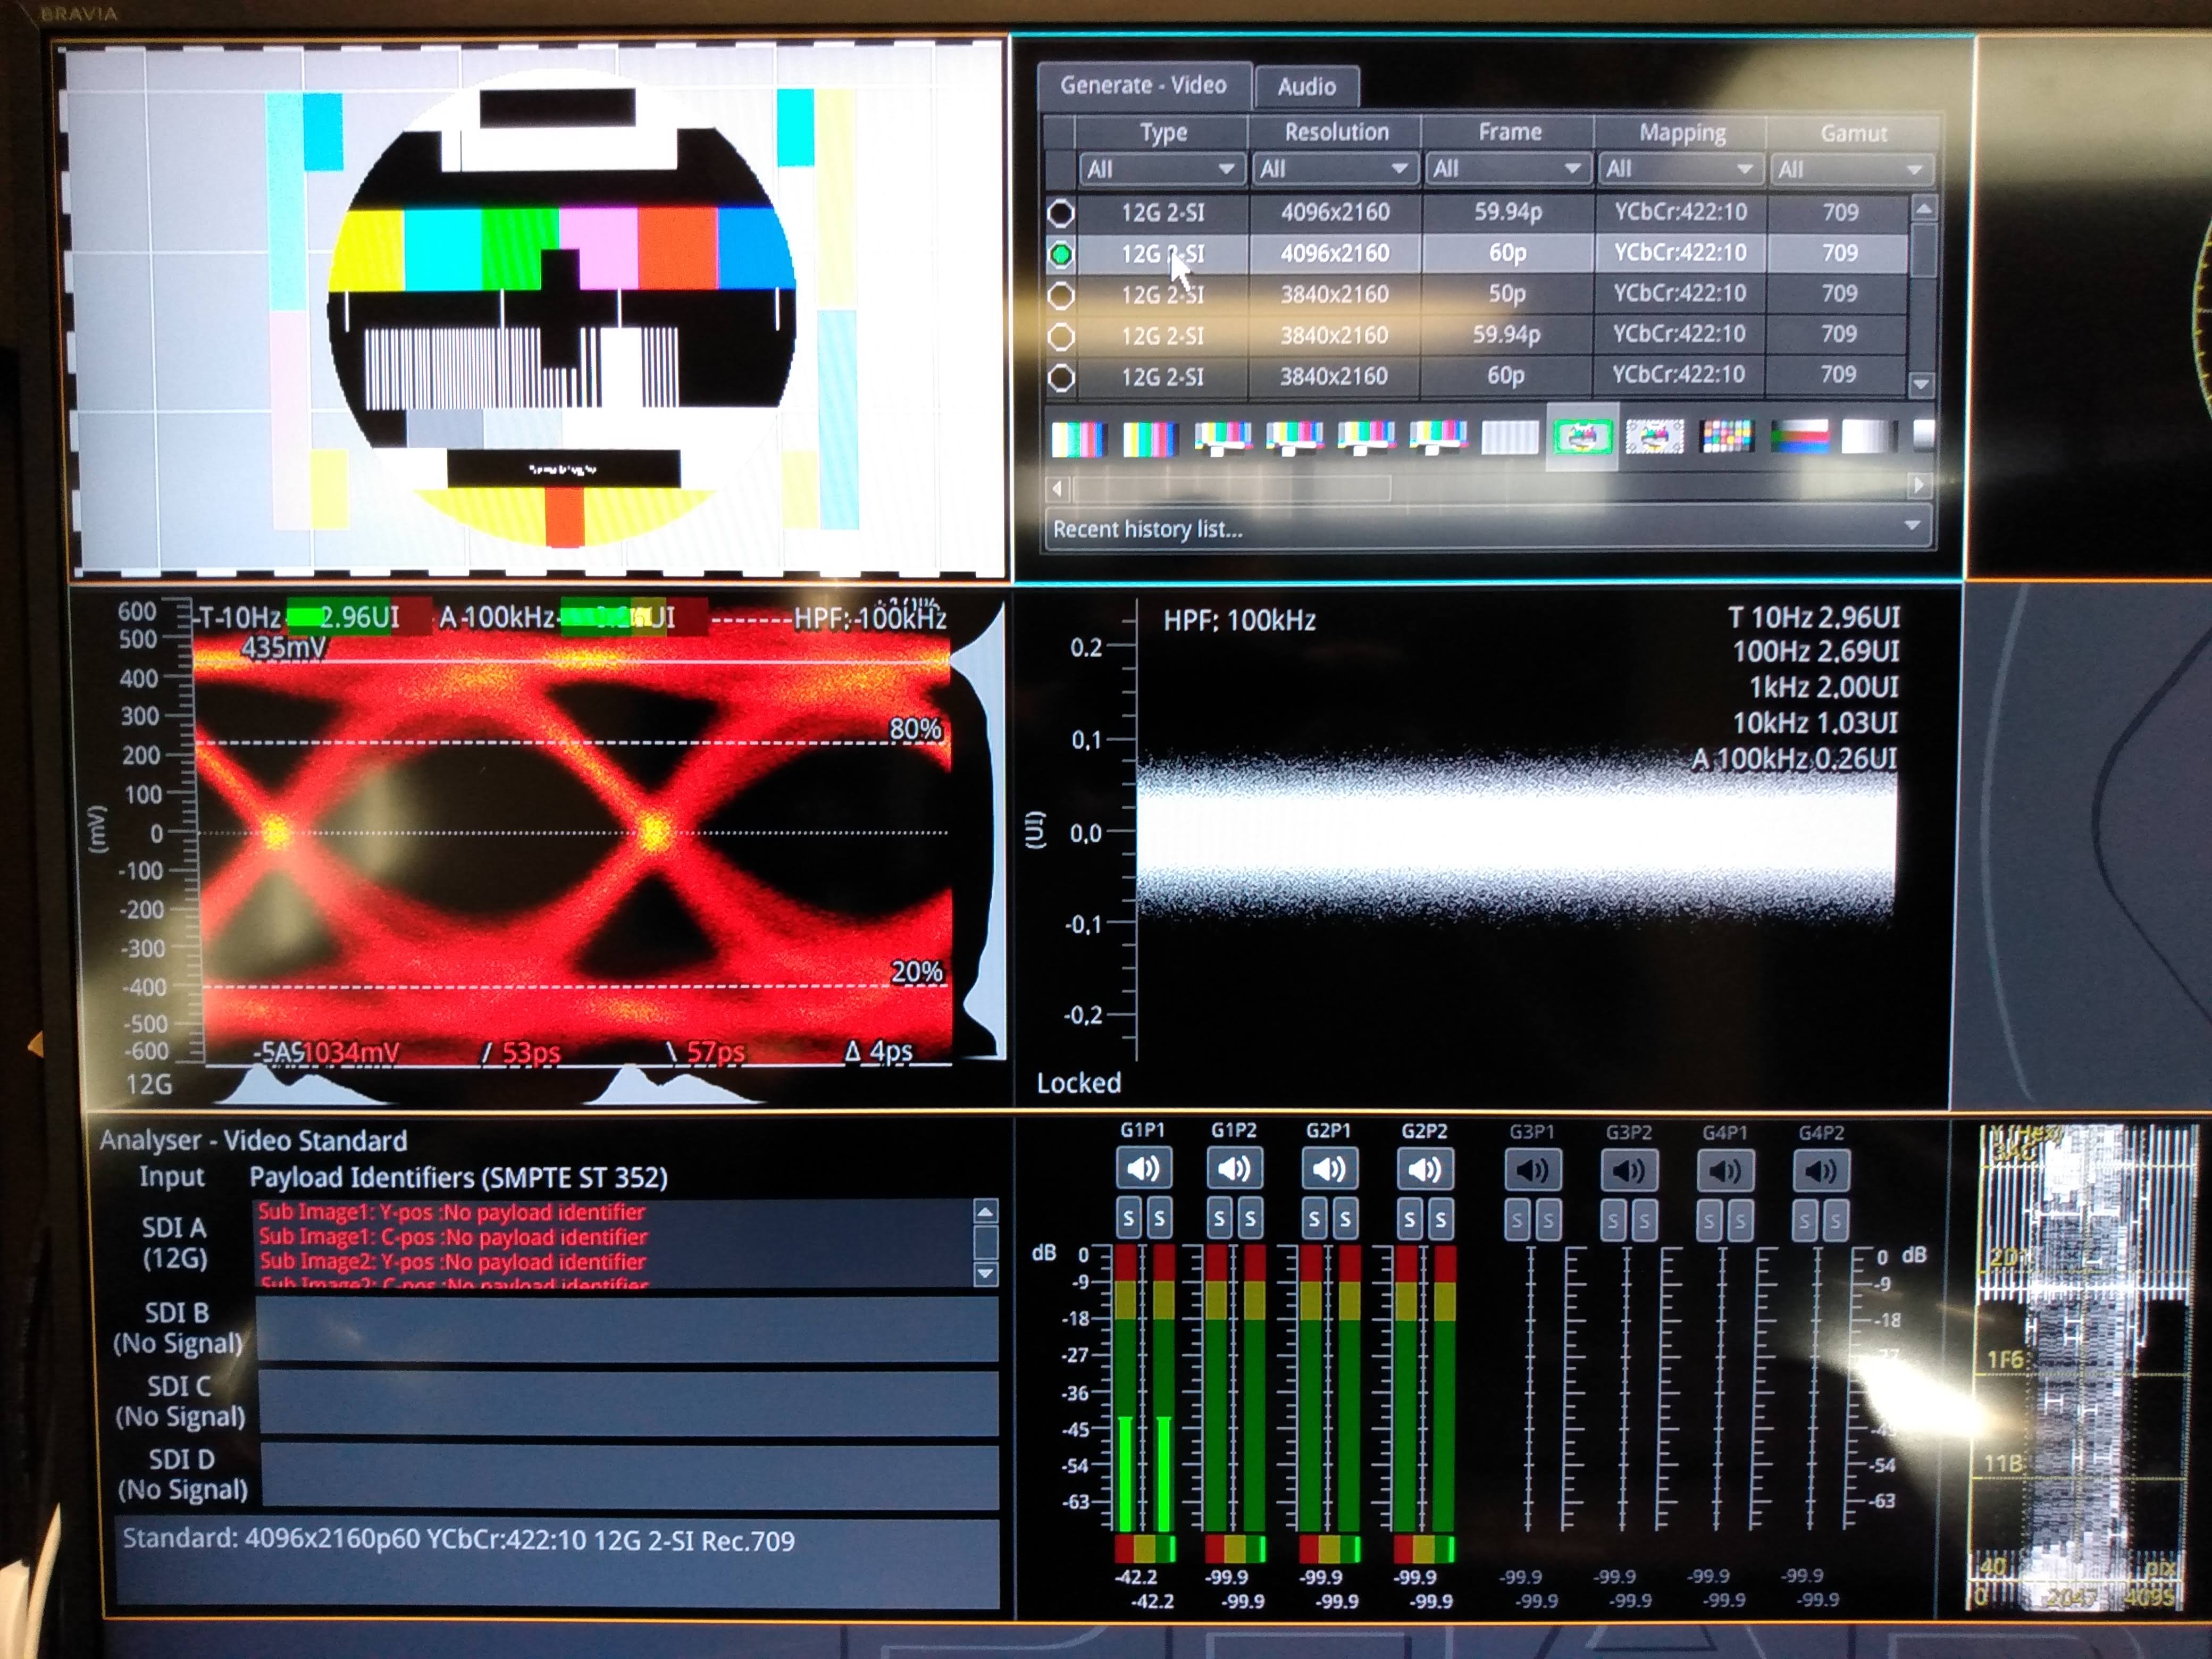 BRAVIA
Generate - Video
Audio
Type Resolution Frame Mapping Gamut
All All All All All
12G 2-SI 4096x2160 59.94p YCbCr:422:10 709
12G 2-SI 4096x2160 60p YCbCr:422:10 709
12G 2-SI 3840x2160 50p YCbCr:422:10 709
12G 2-SI 3840x2160 59.94p YCbCr:422:10 709
12G 2-SI 3840x2160 60p YCbCr:422:10 709
Recent history list...
T-10Hz 2.96UI A-100kHz HPF:-100kHz
435mV
600
500
400
300
200
100
0
-100
-200
-300
-400
-500
-600
(mV)
80%
20%
1034mV / 53ps \ 57ps Δ 4ps
12G
HPF: 100kHz
T 10Hz 2.96UI
100Hz 2.69UI
1kHz 2.00UI
10kHz 1.03UI
A 100kHz 0.26UI
0.2
0.1
0.0
-0.1
-0.2
(UI)
Locked
Analyser - Video Standard
Input Payload Identifiers (SMPTE ST 352)
SDI A
(12G)
Sub Image1: Y-pos :No payload identifier
Sub Image1: C-pos :No payload identifier
Sub Image2: Y-pos :No payload identifier
Sub Image2: C-pos :No payload identifier
SDI B
(No Signal)
SDI C
(No Signal)
SDI D
(No Signal)
Standard: 4096x2160p60 YCbCr:422:10 12G 2-SI Rec.709
G1P1 G1P2 G2P1 G2P2 G3P1 G3P2 G4P1 G4P2
S S S S S S S S S S S S S S S S
dB 0 0 dB
-9 -9
-18 -18
-27
-36
-45
-54 -54
-63 -63
-42.2 -99.9 -99.9 -99.9 -99.9 -99.9 -99.9 -99.9
-42.2 -99.9 -99.9 -99.9 -99.9 -99.9 -99.9 -99.9
1F6
11B
40 pix
0 2047 4095